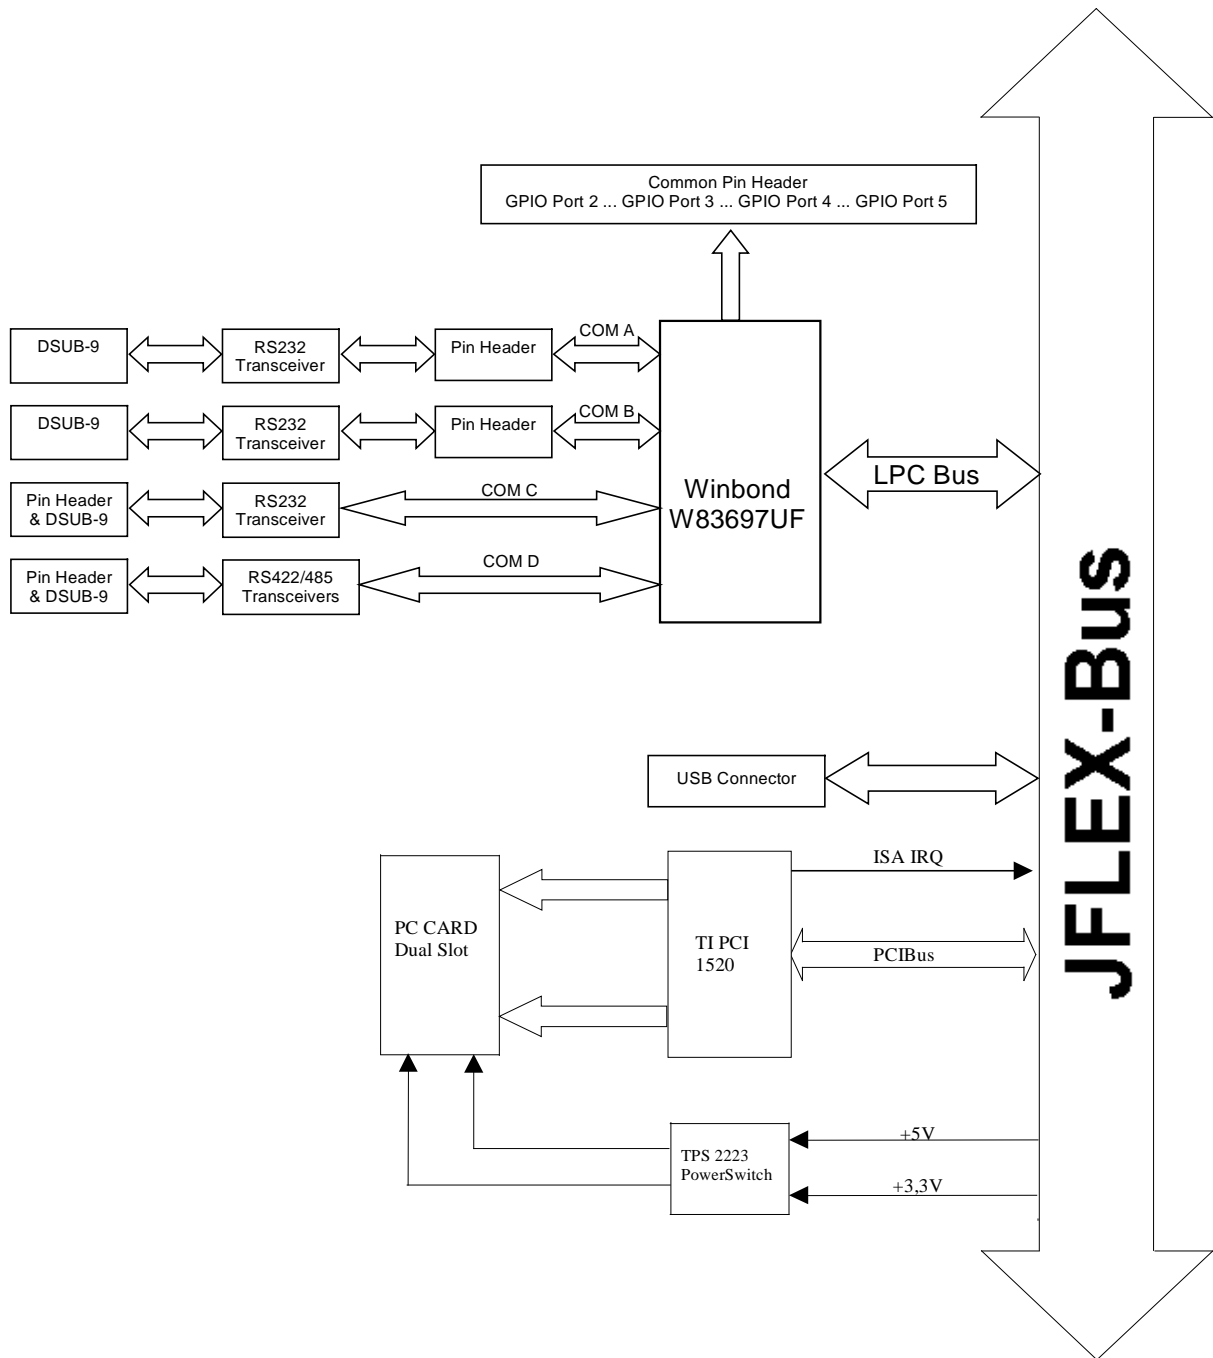 Common Pin Header
GPIO Port 2 ... GPIO Port 3 ... GPIO Port 4 ... GPIO Port 5
DSUB-9
RS232
Transceiver
Pin Header
COM A
DSUB-9
RS232
Transceiver
Pin Header
COM B
Pin Header
& DSUB-9
RS232
Transceiver
COM C
Pin Header
& DSUB-9
RS422/485
Transceivers
COM D
Winbond
W83697UF
LPC Bus
JFLEX-Bus
USB Connector
PC CARD
Dual Slot
TI PCI
1520
ISA IRQ
PCIBus
TPS 2223
PowerSwitch
+5V
+3,3V